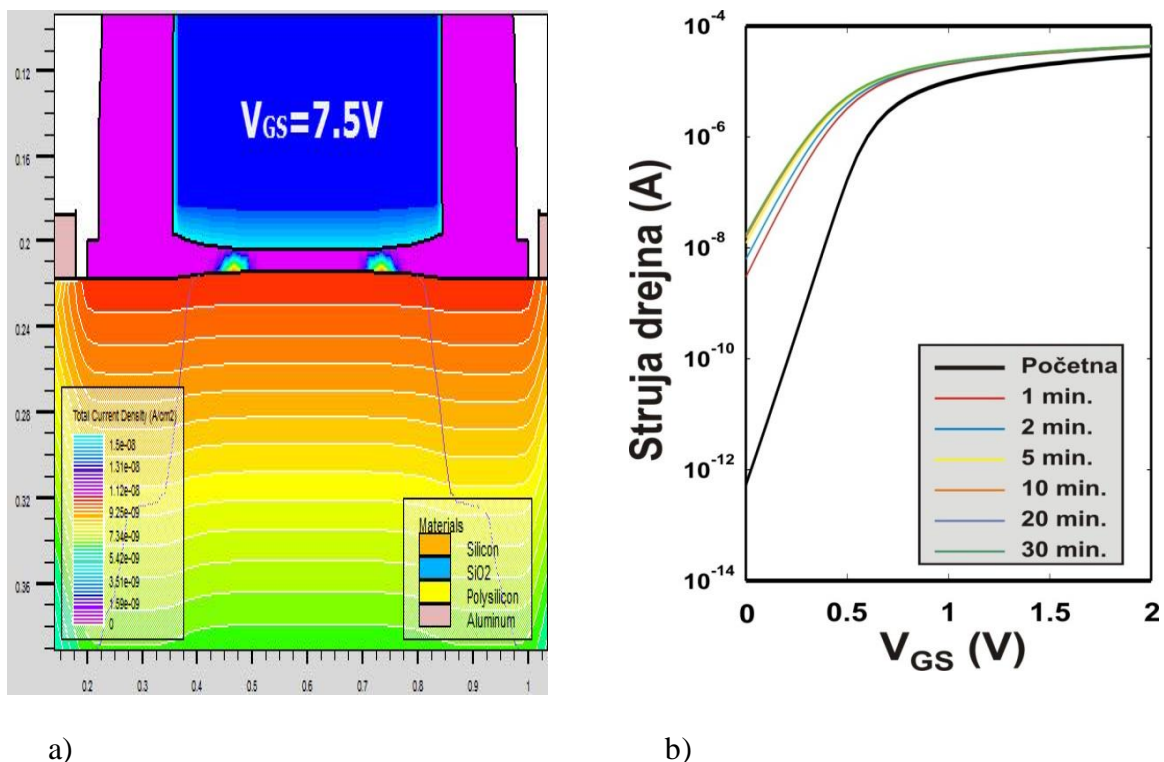 V_GS=7.5V
0.12
0.16
0.2
0.24
0.28
0.32
0.36
Total Current Density (A/cm2)
1.5e-08
1.31e-08
1.12e-08
9.25e-09
7.34e-09
5.42e-09
3.51e-09
1.59e-09
0
Materials
Silicon
SiO2
Polysilicon
Aluminum
0.2 0.3 0.4 0.5 0.6 0.7 0.8 0.9 1
a)
Struja drejna (A)
10^-4
10^-6
10^-8
10^-10
10^-12
10^-14
Početna
1 min.
2 min.
5 min.
10 min.
20 min.
30 min.
0 0.5 1 1.5 2
V_GS (V)
b)